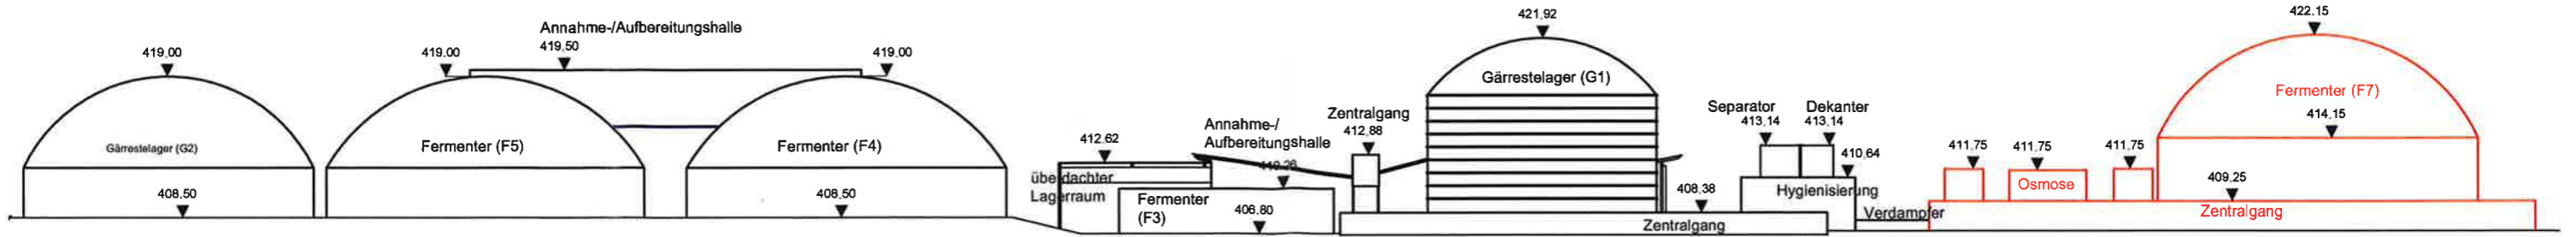 419,00
Gärrestelager (G2)
408,50
419,00
Annahme-/Aufbereitungshalle
419,50
419,00
Fermenter (F5)
Fermenter (F4)
408,50
412,62
überdachter
Lagerraum
Annahme-/
Aufbereitungshalle
Fermenter
(F3)
406,80
Zentralgang
412,88
421,92
Gärrestelager (G1)
408,38
Zentralgang
Separator
413,14
Dekanter
413,14
410,64
Hygienisierung
Verdampfer
411,75
411,75
Osmose
411,75
422,15
Fermenter (F7)
414,15
409,25
Zentralgang